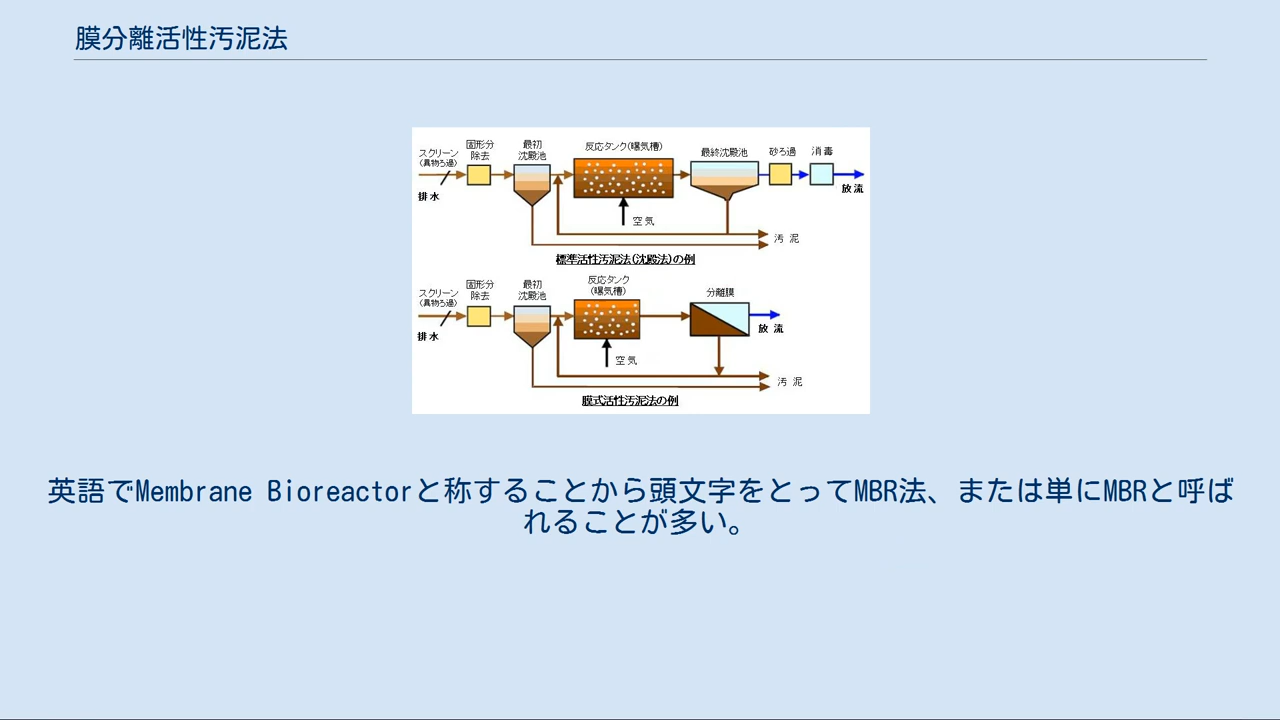 膜分離活性汚泥法
スクリーン
(異物ろ過)
固形分
除去
最初
沈殿池
反応タンク(曝気槽)
最終沈殿池
砂ろ過
消毒
排水
空気
放流
汚泥
標準活性汚泥法(沈殿法)の例
スクリーン
(異物ろ過)
固形分
除去
最初
沈殿池
反応タンク
(曝気槽)
分離膜
排水
空気
放流
汚泥
膜式活性汚泥法の例
英語でMembrane Bioreactorと称することから頭文字をとってMBR法、または単にMBRと呼ば
れることが多い。